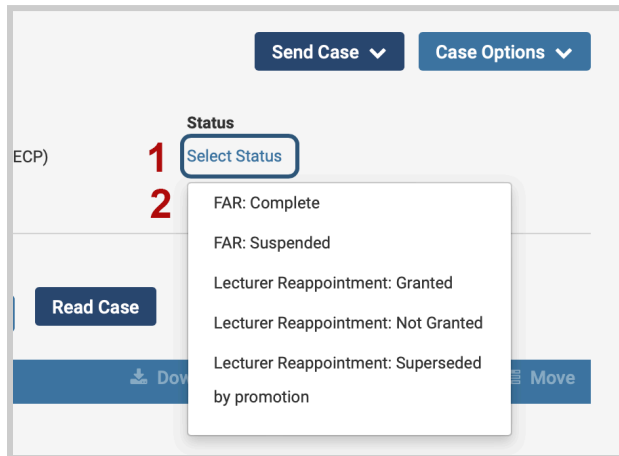 Send Case
Case Options
Status
ECP)
1
Select Status
2
FAR: Complete
FAR: Suspended
Lecturer Reappointment: Granted
Read Case
Lecturer Reappointment: Not Granted
Lecturer Reappointment: Superseded
by promotion
Dow
Move